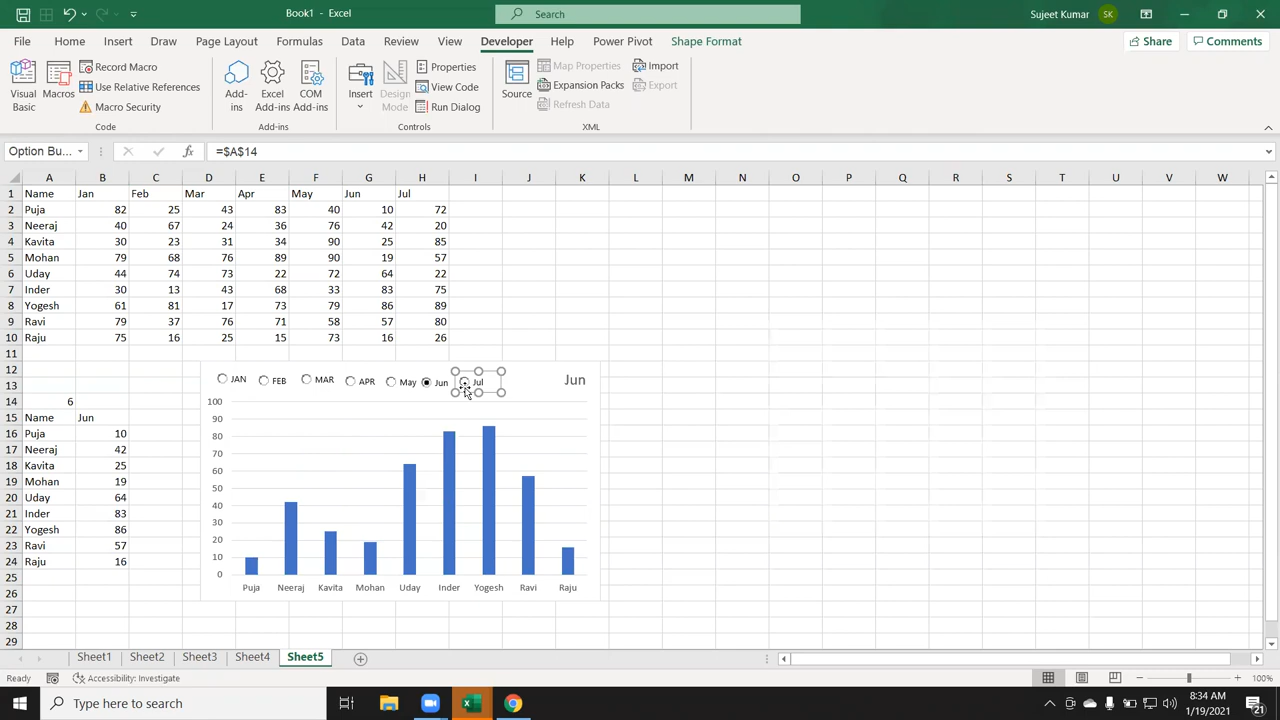 Book1 - Excel
Search
Sujeet Kumar
SK
File Home Insert Draw Page Layout Formulas Data Review View Developer Help Power Pivot Shape Format
Share
Comments
Visual Basic
Macros
Record Macro
Use Relative References
Macro Security
Code
Add-ins
Excel Add-ins
COM Add-ins
Add-ins
Insert
Design Mode
Properties
View Code
Run Dialog
Controls
Source
Map Properties
Expansion Packs
Refresh Data
Import
Export
XML
Option Bu...
fx
=$A$14
A B C D E F G H I J K L M N O P Q R S T U V W
1 Name Jan Feb Mar Apr May Jun Jul
2 Puja 82 25 43 83 40 10 72
3 Neeraj 40 67 24 36 76 42 20
4 Kavita 30 23 31 34 90 25 85
5 Mohan 79 68 76 89 90 19 57
6 Uday 44 74 73 22 72 64 22
7 Inder 30 13 43 68 33 83 75
8 Yogesh 61 81 17 73 79 86 89
9 Ravi 79 37 76 71 58 57 80
10 Raju 75 16 25 15 73 16 26
11
12
13
14 6
15 Name Jun
16 Puja 10
17 Neeraj 42
18 Kavita 25
19 Mohan 19
20 Uday 64
21 Inder 83
22 Yogesh 86
23 Ravi 57
24 Raju 16
25
26
27
28
29
JAN FEB MAR APR May Jun Jul
Jun
100
90
80
70
60
50
40
30
20
10
0
Puja Neeraj Kavita Mohan Uday Inder Yogesh Ravi Raju
Sheet1 Sheet2 Sheet3 Sheet4 Sheet5
Ready
Accessibility: Investigate
100%
Type here to search
8:34 AM
1/19/2021
21